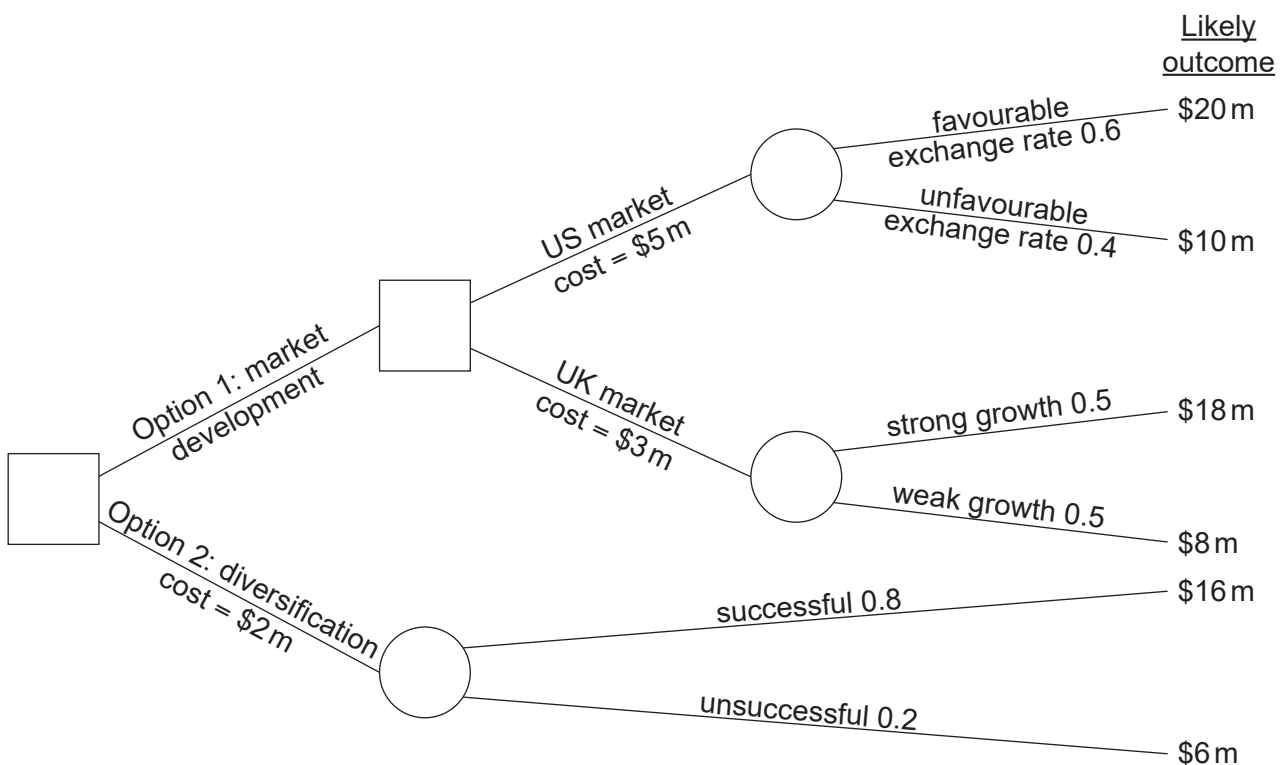 Likely
outcome
favourable
exchange rate 0.6
$20 m
unfavourable
exchange rate 0.4
$10 m
US market
cost = $5 m
Option 1: market
development
UK market
cost = $3 m
strong growth 0.5
$18 m
weak growth 0.5
$8 m
Option 2: diversification
cost = $2 m
successful 0.8
$16 m
unsuccessful 0.2
$6 m